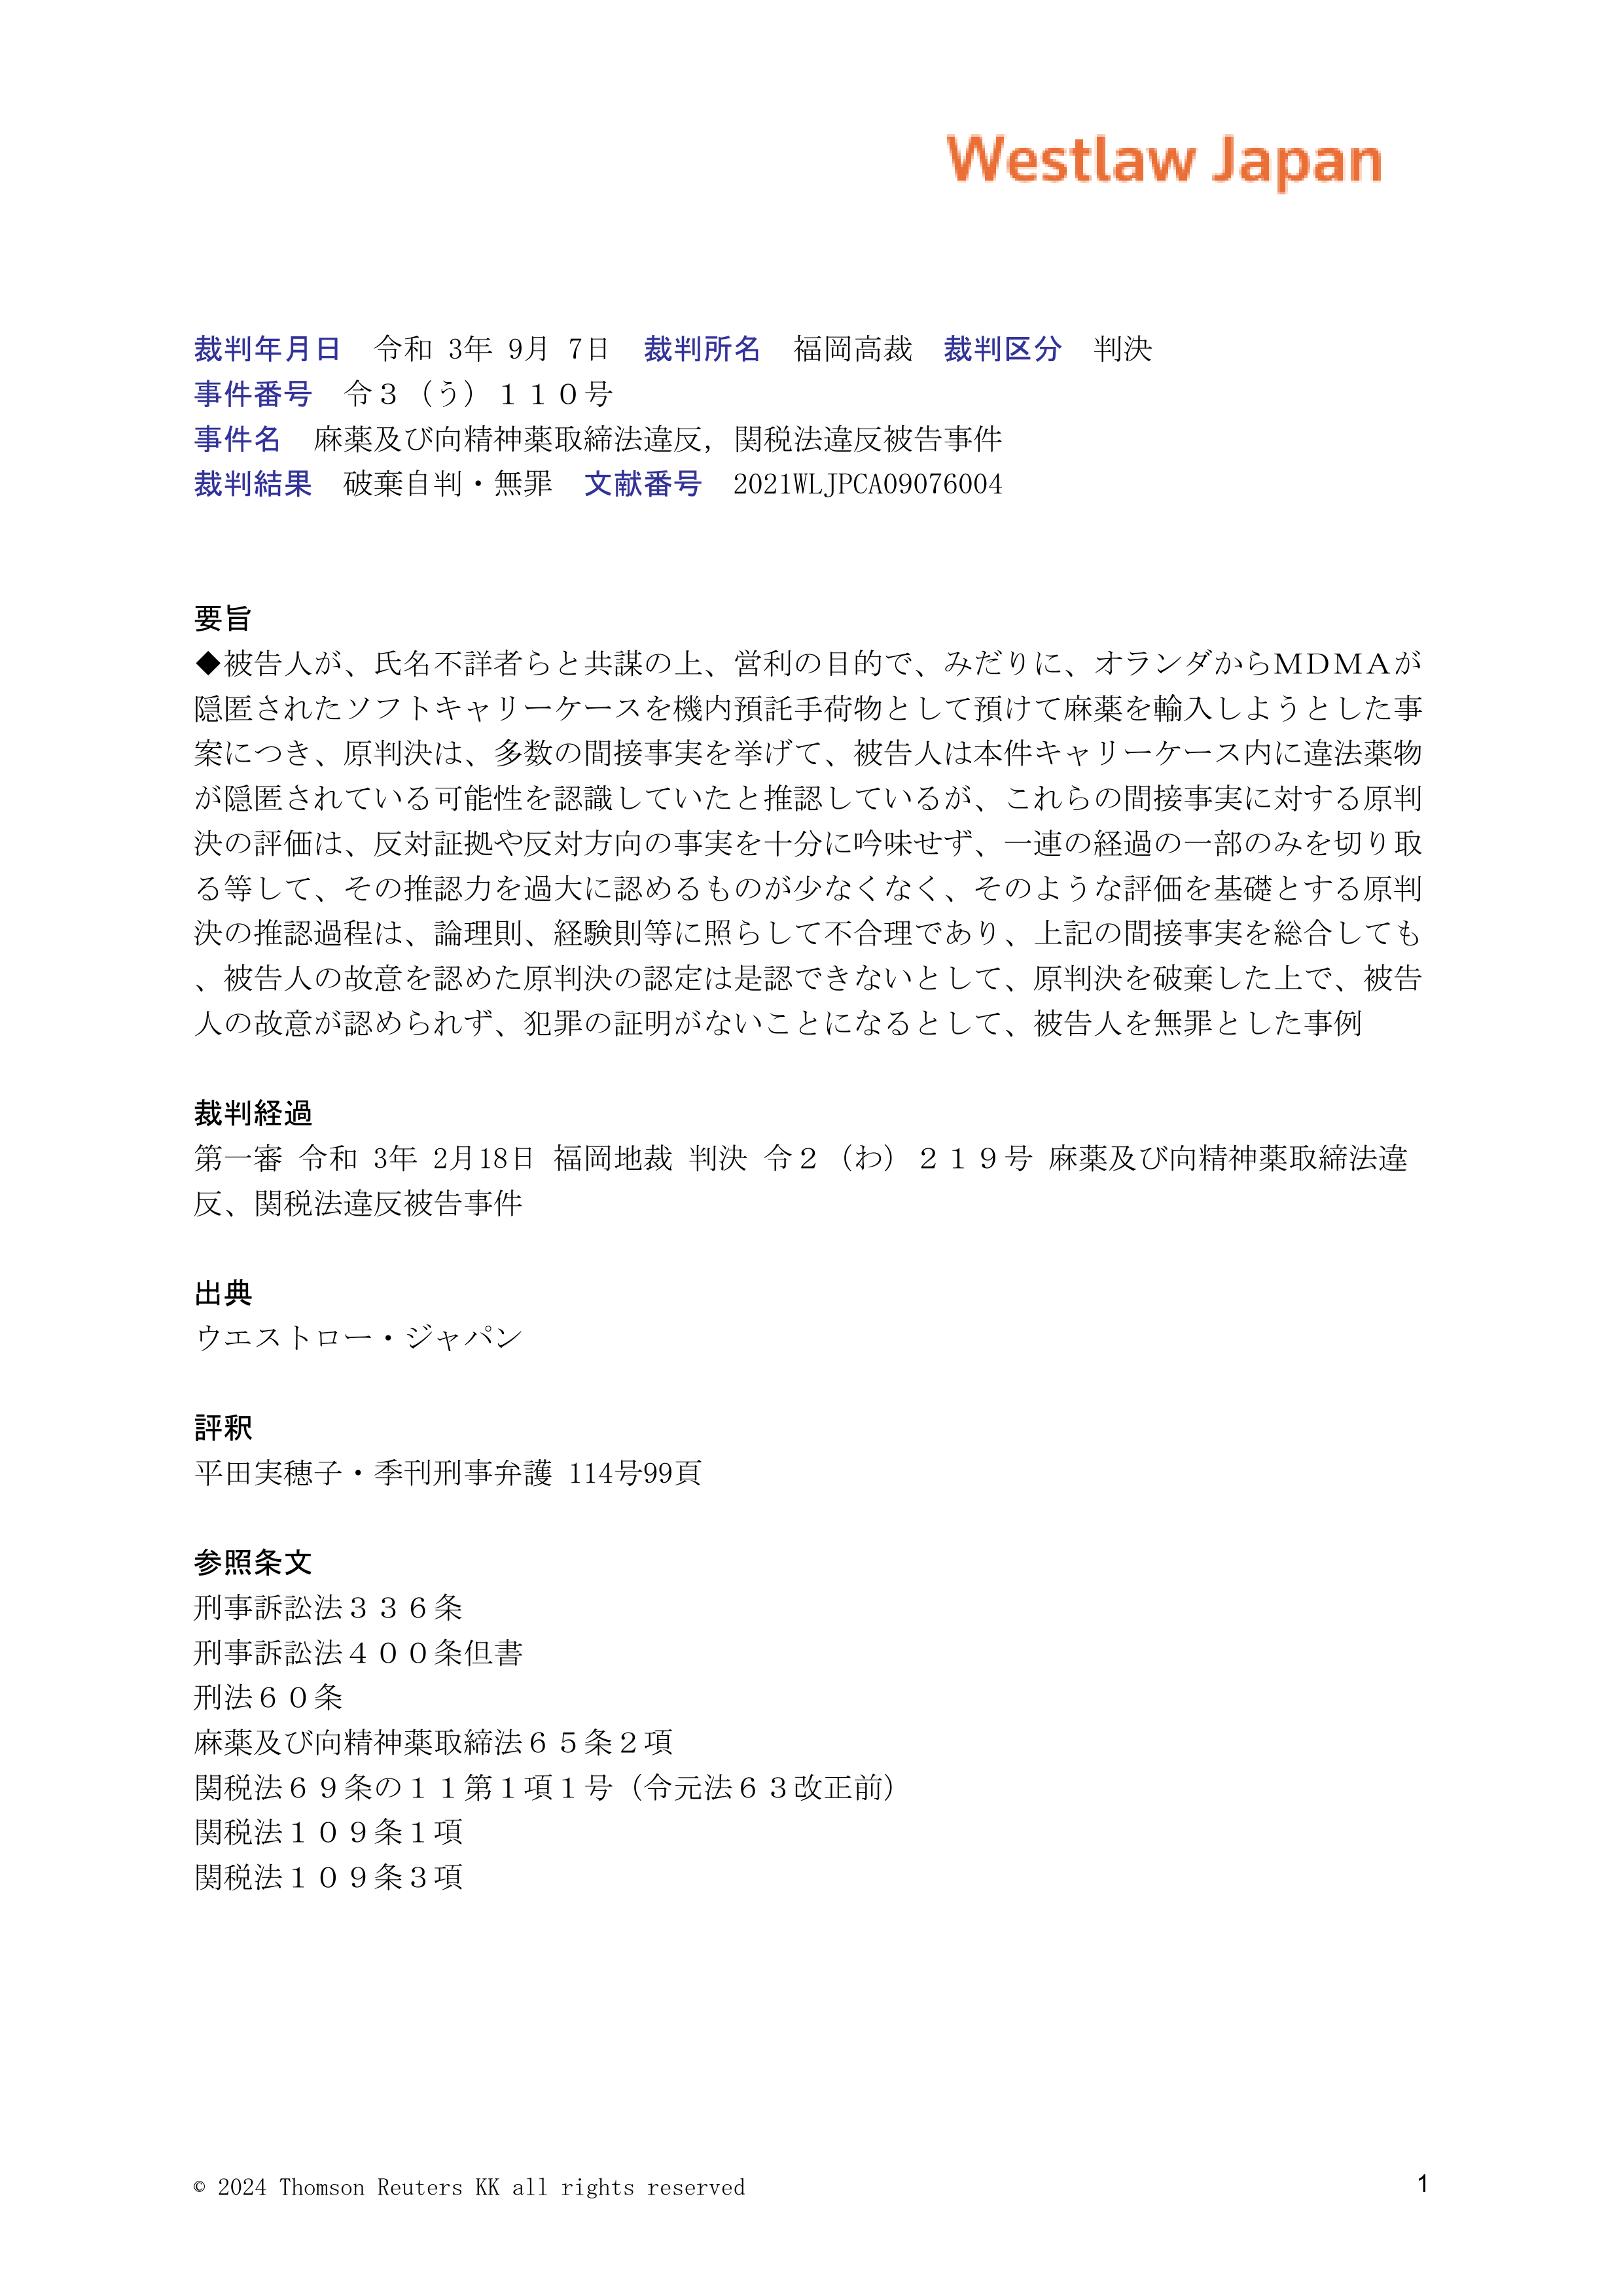 Westlaw Japan
裁判年月日　令和 3年 9月 7日　裁判所名　福岡高裁　裁判区分　判決
事件番号　令３（う）１１０号
事件名　麻薬及び向精神薬取締法違反，関税法違反被告事件
裁判結果　破棄自判・無罪　文献番号　2021WLJPCA09076004
要旨
◆被告人が、氏名不詳者らと共謀の上、営利の目的で、みだりに、オランダからＭＤＭＡが
隠匿されたソフトキャリーケースを機内預託手荷物として預けて麻薬を輸入しようとした事
案につき、原判決は、多数の間接事実を挙げて、被告人は本件キャリーケース内に違法薬物
が隠匿されている可能性を認識していたと推認しているが、これらの間接事実に対する原判
決の評価は、反対証拠や反対方向の事実を十分に吟味せず、一連の経過の一部のみを切り取
る等して、その推認力を過大に認めるものが少なくなく、そのような評価を基礎とする原判
決の推認過程は、論理則、経験則等に照らして不合理であり、上記の間接事実を総合しても
、被告人の故意を認めた原判決の認定は是認できないとして、原判決を破棄した上で、被告
人の故意が認められず、犯罪の証明がないことになるとして、被告人を無罪とした事例
裁判経過
第一審 令和 3年 2月18日 福岡地裁 判決 令２（わ）２１９号 麻薬及び向精神薬取締法違
反、関税法違反被告事件
出典
ウエストロー・ジャパン
評釈
平田実穂子・季刊刑事弁護 114号99頁
参照条文
刑事訴訟法３３６条
刑事訴訟法４００条但書
刑法６０条
麻薬及び向精神薬取締法６５条２項
関税法６９条の１１第１項１号（令元法６３改正前）
関税法１０９条１項
関税法１０９条３項
© 2024 Thomson Reuters KK all rights reserved
1